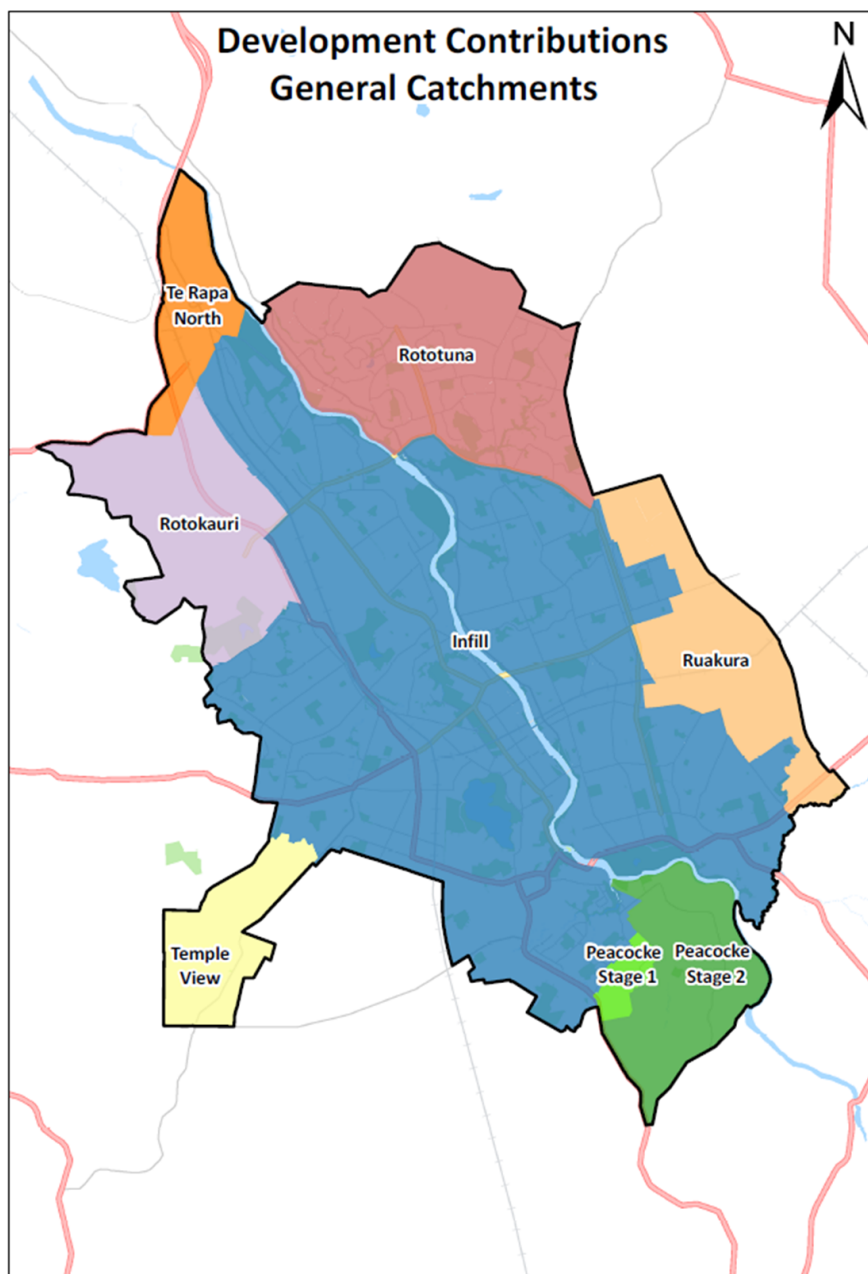 Development Contributions
General Catchments
N
Te Rapa
North
Rototuna
Rotokauri
Infill
Ruakura
Temple
View
Peacocke
Stage 1
Peacocke
Stage 2